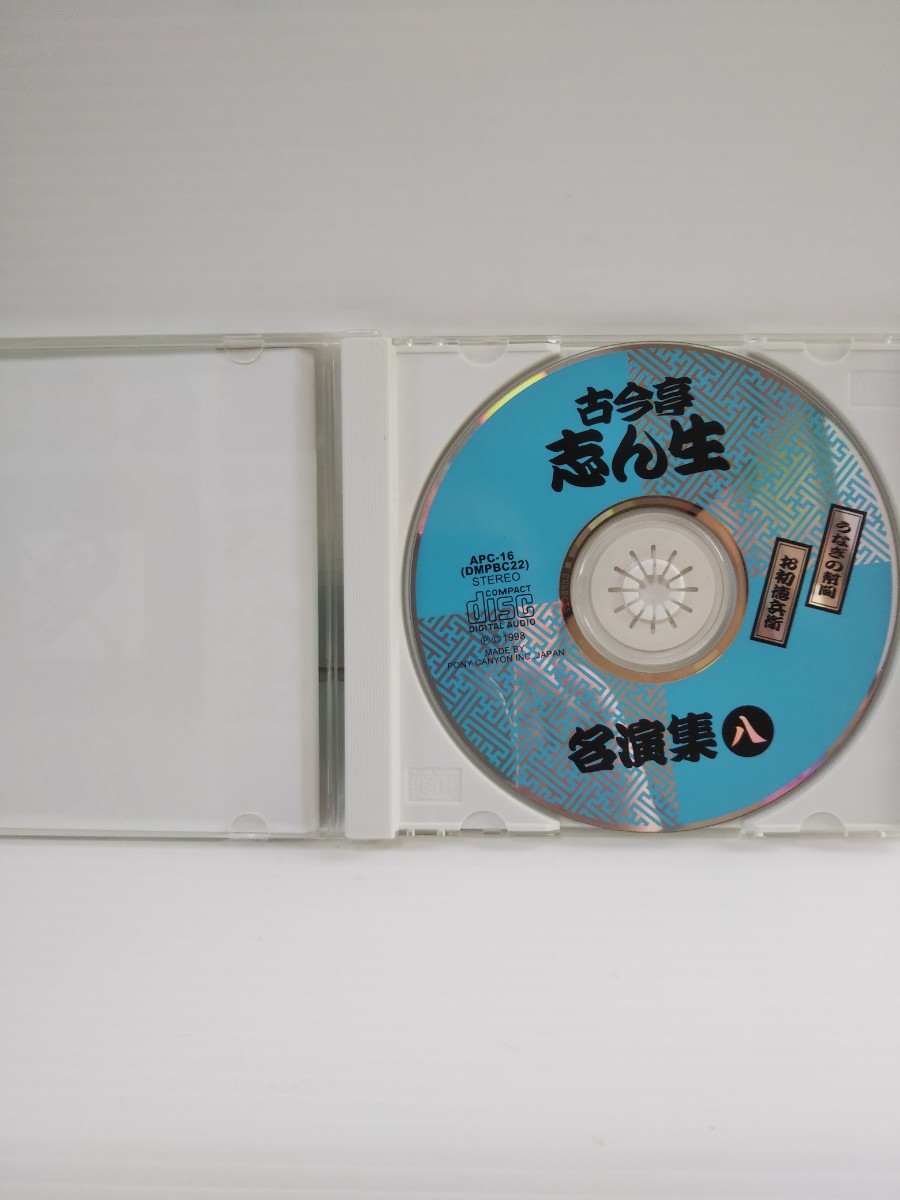 古今亭
志ん生
うなぎの幇間
お初徳兵衛
APC-16
(DMPBC22)
STEREO
COMPACT
disc
DIGITAL AUDIO
Ⓟ©1998
MADE BY
PONY CANYON INC. JAPAN
名演集 八